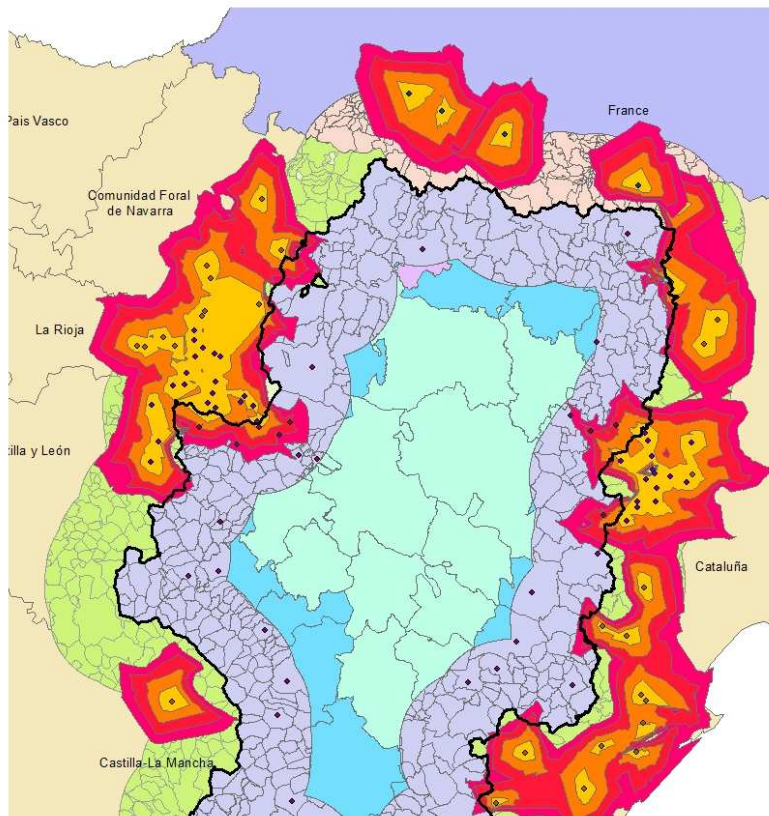 France
Pais Vasco
Comunidad Foral
de Navarra
La Rioja
tilla y León
Cataluña
Castilla-La Mancha